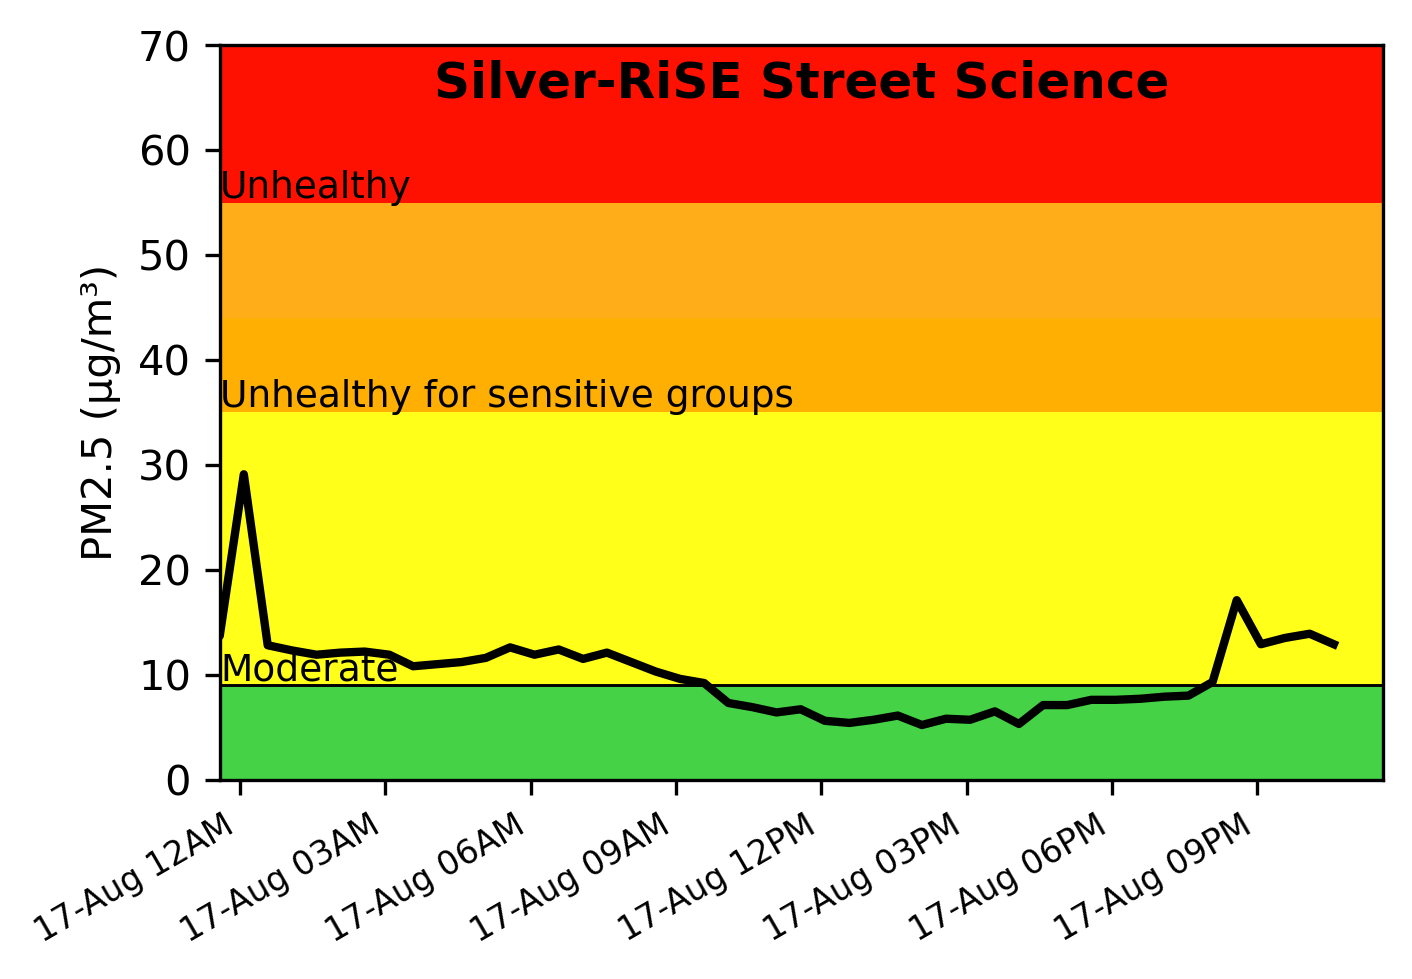 Silver-RiSE Street Science
PM2.5 (µg/m³)
70
60
50
40
30
20
10
0
Unhealthy
Unhealthy for sensitive groups
Moderate
17-Aug 12AM
17-Aug 03AM
17-Aug 06AM
17-Aug 09AM
17-Aug 12PM
17-Aug 03PM
17-Aug 06PM
17-Aug 09PM